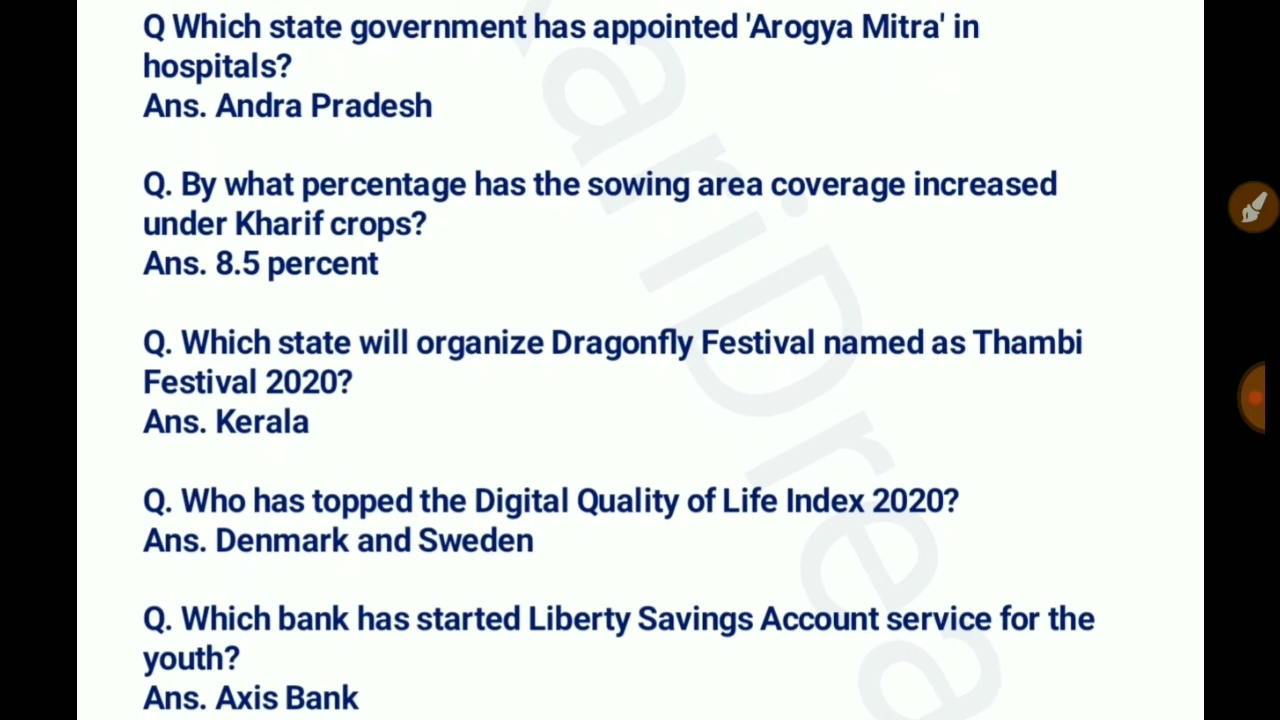 Q Which state government has appointed 'Arogya Mitra' in
hospitals?
Ans. Andra Pradesh
Q. By what percentage has the sowing area coverage increased
under Kharif crops?
Ans. 8.5 percent
Q. Which state will organize Dragonfly Festival named as Thambi
Festival 2020?
Ans. Kerala
Q. Who has topped the Digital Quality of Life Index 2020?
Ans. Denmark and Sweden
Q. Which bank has started Liberty Savings Account service for the
youth?
Ans. Axis Bank